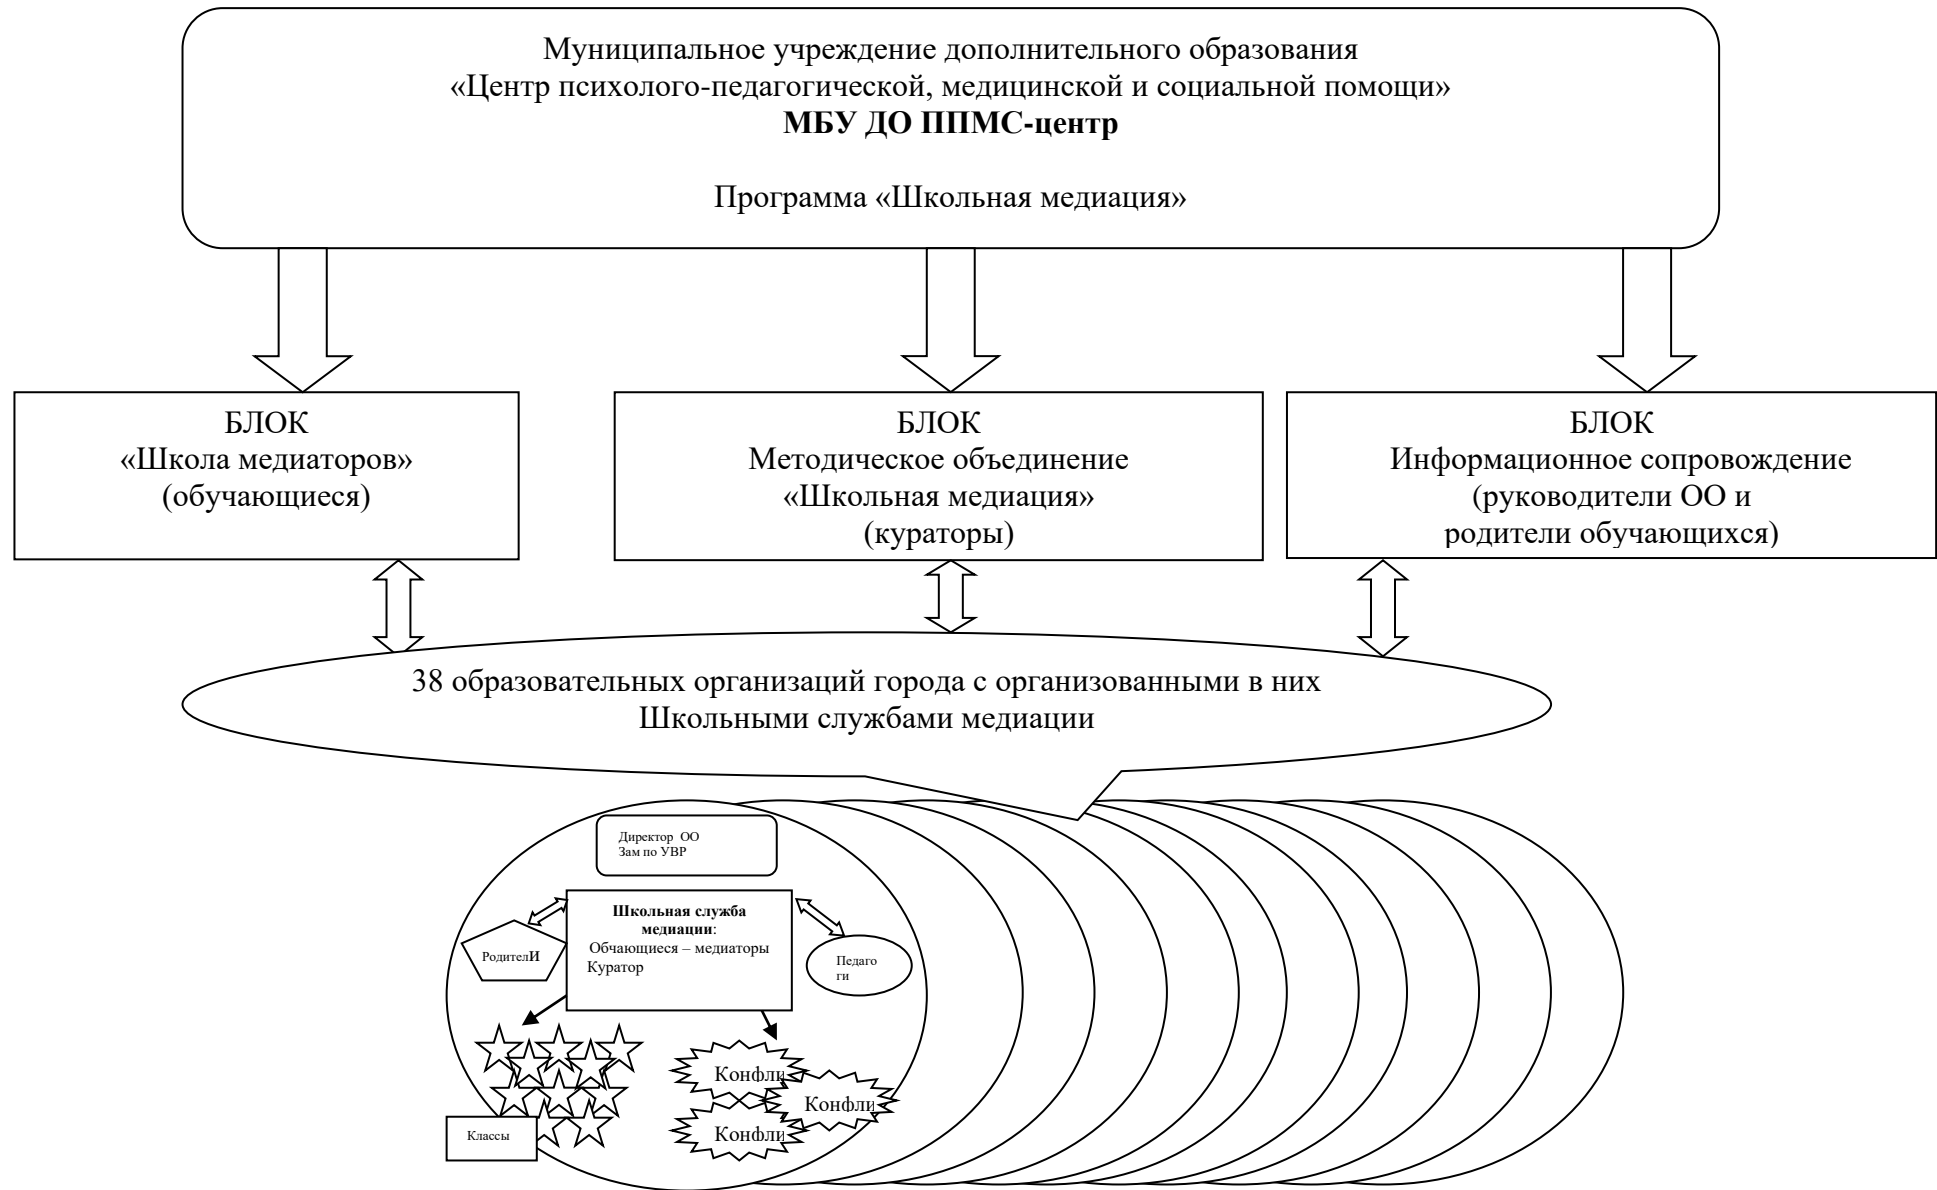 Муниципальное учреждение дополнительного образования
«Центр психолого-педагогической, медицинской и социальной помощи»
МБУ ДО ППМС-центр
Программа «Школьная медиация»
БЛОК
«Школа медиаторов»
(обучающиеся)
БЛОК
Методическое объединение
«Школьная медиация»
(кураторы)
БЛОК
Информационное сопровождение
(руководители ОО и
родители обучающихся)
38 образовательных организаций города с организованными в них
Школьными службами медиации
Директор ОО
Зам по УВР
Школьная служба
медиации:
Обчающиеся – медиаторы
Куратор
РодителИ
Педаго
ги
Конфли
Конфли
Конфли
Классы